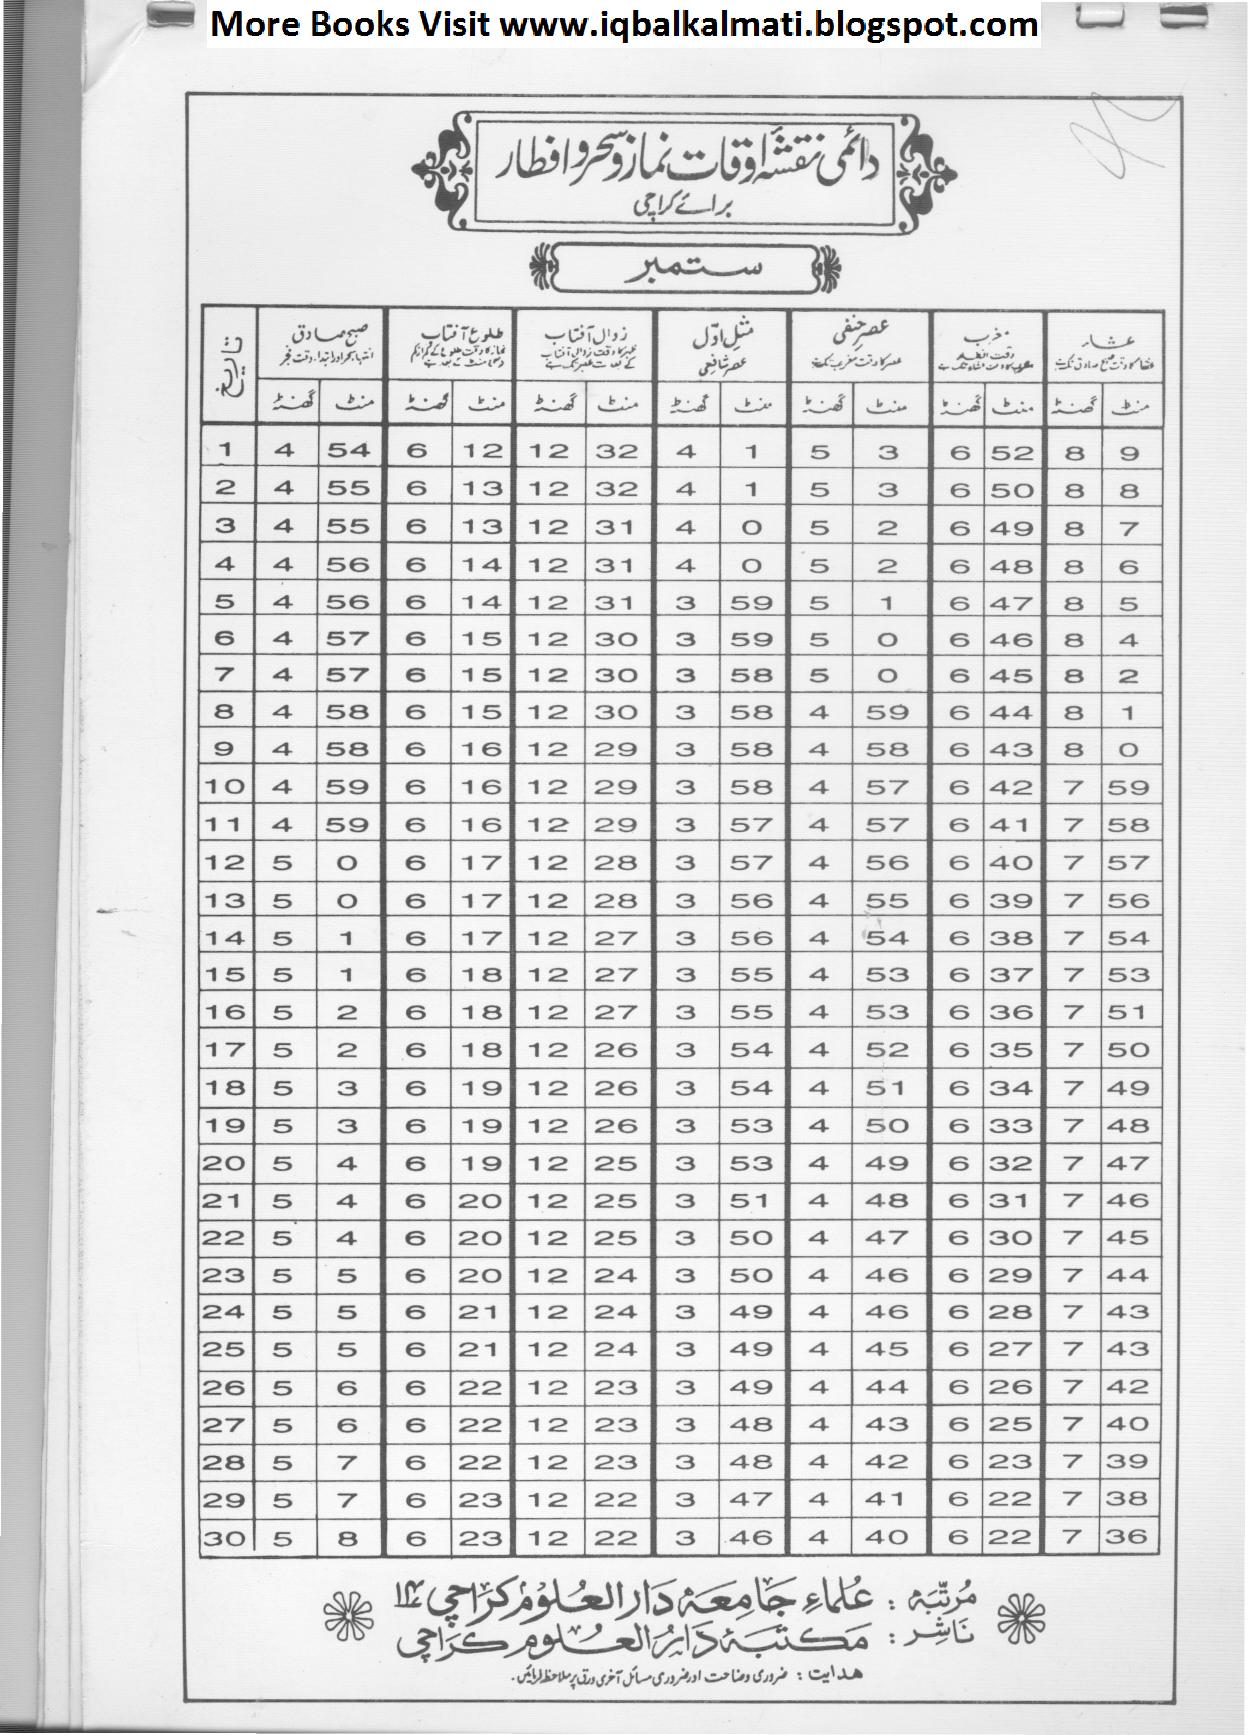 More Books Visit www.iqbalkalmati.blogspot.com
دائمی نقشۂ اوقات نماز و سحر و افطار
برائے کراچی
ستمبر
تاریخ صبح صادق طلوع آفتاب زوال آفتاب مثل اوّل عصر حنفی مغرب عشاء
عصر شافعی
گھنٹہ منٹ گھنٹہ منٹ گھنٹہ منٹ گھنٹہ منٹ گھنٹہ منٹ گھنٹہ منٹ گھنٹہ منٹ
1 4 54 6 12 12 32 4 1 5 3 6 52 8 9
2 4 55 6 13 12 32 4 1 5 3 6 50 8 8
3 4 55 6 13 12 31 4 0 5 2 6 49 8 7
4 4 56 6 14 12 31 4 0 5 2 6 48 8 6
5 4 56 6 14 12 31 3 59 5 1 6 47 8 5
6 4 57 6 15 12 30 3 59 5 0 6 46 8 4
7 4 57 6 15 12 30 3 58 5 0 6 45 8 2
8 4 58 6 15 12 30 3 58 4 59 6 44 8 1
9 4 58 6 16 12 29 3 58 4 58 6 43 8 0
10 4 59 6 16 12 29 3 58 4 57 6 42 7 59
11 4 59 6 16 12 29 3 57 4 57 6 41 7 58
12 5 0 6 17 12 28 3 57 4 56 6 40 7 57
13 5 0 6 17 12 28 3 56 4 55 6 39 7 56
14 5 1 6 17 12 27 3 56 4 54 6 38 7 54
15 5 1 6 18 12 27 3 55 4 53 6 37 7 53
16 5 2 6 18 12 27 3 55 4 53 6 36 7 51
17 5 2 6 18 12 26 3 54 4 52 6 35 7 50
18 5 3 6 19 12 26 3 54 4 51 6 34 7 49
19 5 3 6 19 12 26 3 53 4 50 6 33 7 48
20 5 4 6 19 12 25 3 53 4 49 6 32 7 47
21 5 4 6 20 12 25 3 51 4 48 6 31 7 46
22 5 4 6 20 12 25 3 50 4 47 6 30 7 45
23 5 5 6 20 12 24 3 50 4 46 6 29 7 44
24 5 5 6 21 12 24 3 49 4 46 6 28 7 43
25 5 5 6 21 12 24 3 49 4 45 6 27 7 43
26 5 6 6 22 12 23 3 49 4 44 6 26 7 42
27 5 6 6 22 12 23 3 48 4 43 6 25 7 40
28 5 7 6 22 12 23 3 48 4 42 6 23 7 39
29 5 7 6 23 12 22 3 47 4 41 6 22 7 38
30 5 8 6 23 12 22 3 46 4 40 6 22 7 36
مُرتّبہ : عُلماءِ جَامِعَہ دَارالعُلوم کراچی ۱۴
ناشر : مکتبہ دارُالعُلوم کراچی
ھدایت : ضروری وضاحت اور ضروری مسائل آخری ورق پر ملاحظہ فرمائیں۔